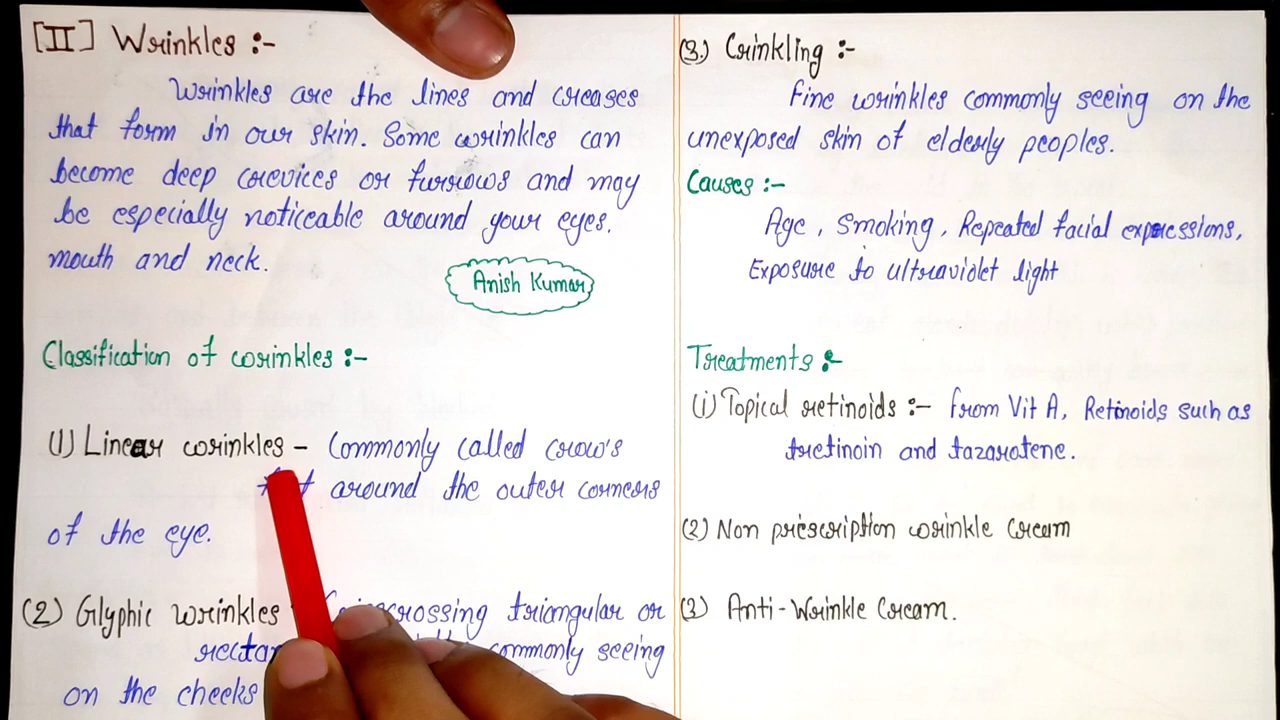 [II] Wrinkles :-
Wrinkles are the lines and creases
that form in our skin. Some wrinkles can
become deep crevices or furrows and may
be especially noticeable around your eyes.
mouth and neck.
Anish Kumar
Classification of wrinkles :-
(1) Linear wrinkles - Commonly called crow's
around the outer corners
of the eye.
(2) Glyphic wrinkles
triangular or
commonly seeing
on the cheeks
(3.) Crinkling :-
Fine wrinkles commonly seeing on the
unexposed skin of elderly peoples.
Causes :-
Age, Smoking, Repeated facial expressions,
Exposure to ultraviolet light
Treatments :-
(i) Topical retinoids :- from Vit A, Retinoids such as
tretinoin and tazarotene.
(2) Non prescription wrinkle cream
(3) Anti-Wrinkle Cream.